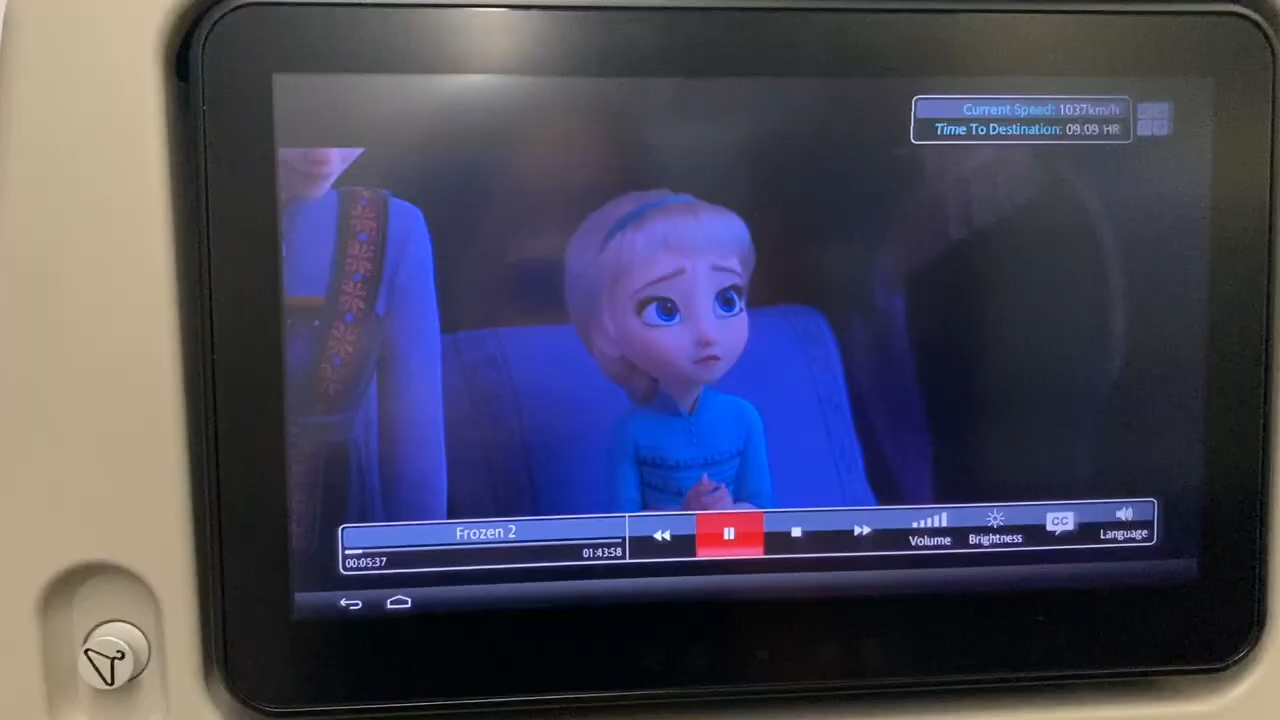 Current Speed: 1037km/h
Time To Destination: 09.09 HR
Frozen 2
00:05:37
01:43:58
Volume
Brightness
CC
Language